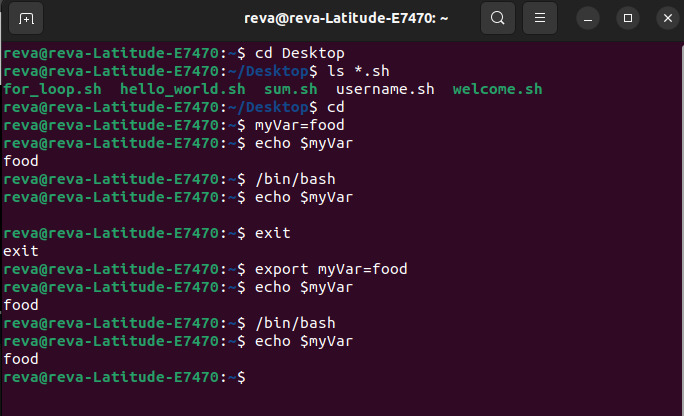 reva@reva-Latitude-E7470: ~
reva@reva-Latitude-E7470:~$ cd Desktop
reva@reva-Latitude-E7470:~/Desktop$ ls *.sh
for_loop.sh  hello_world.sh  sum.sh  username.sh  welcome.sh
reva@reva-Latitude-E7470:~/Desktop$ cd
reva@reva-Latitude-E7470:~$ myVar=food
reva@reva-Latitude-E7470:~$ echo $myVar
food
reva@reva-Latitude-E7470:~$ /bin/bash
reva@reva-Latitude-E7470:~$ echo $myVar

reva@reva-Latitude-E7470:~$ exit
exit
reva@reva-Latitude-E7470:~$ export myVar=food
reva@reva-Latitude-E7470:~$ echo $myVar
food
reva@reva-Latitude-E7470:~$ /bin/bash
reva@reva-Latitude-E7470:~$ echo $myVar
food
reva@reva-Latitude-E7470:~$